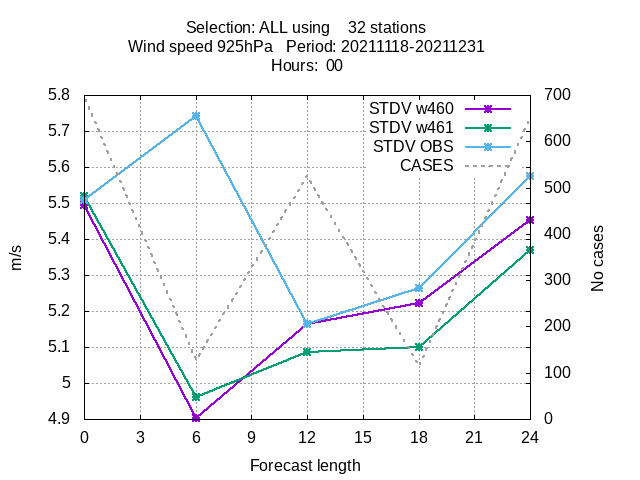 Selection: ALL using 32 stations
Wind speed 925hPa Period: 20211118-20211231
Hours: 00
STDV w460
STDV w461
STDV OBS
CASES
5.8
5.7
5.6
5.5
5.4
5.3
5.2
5.1
5
4.9
m/s
700
600
500
400
300
200
100
0
No cases
0 3 6 9 12 15 18 21 24
Forecast length